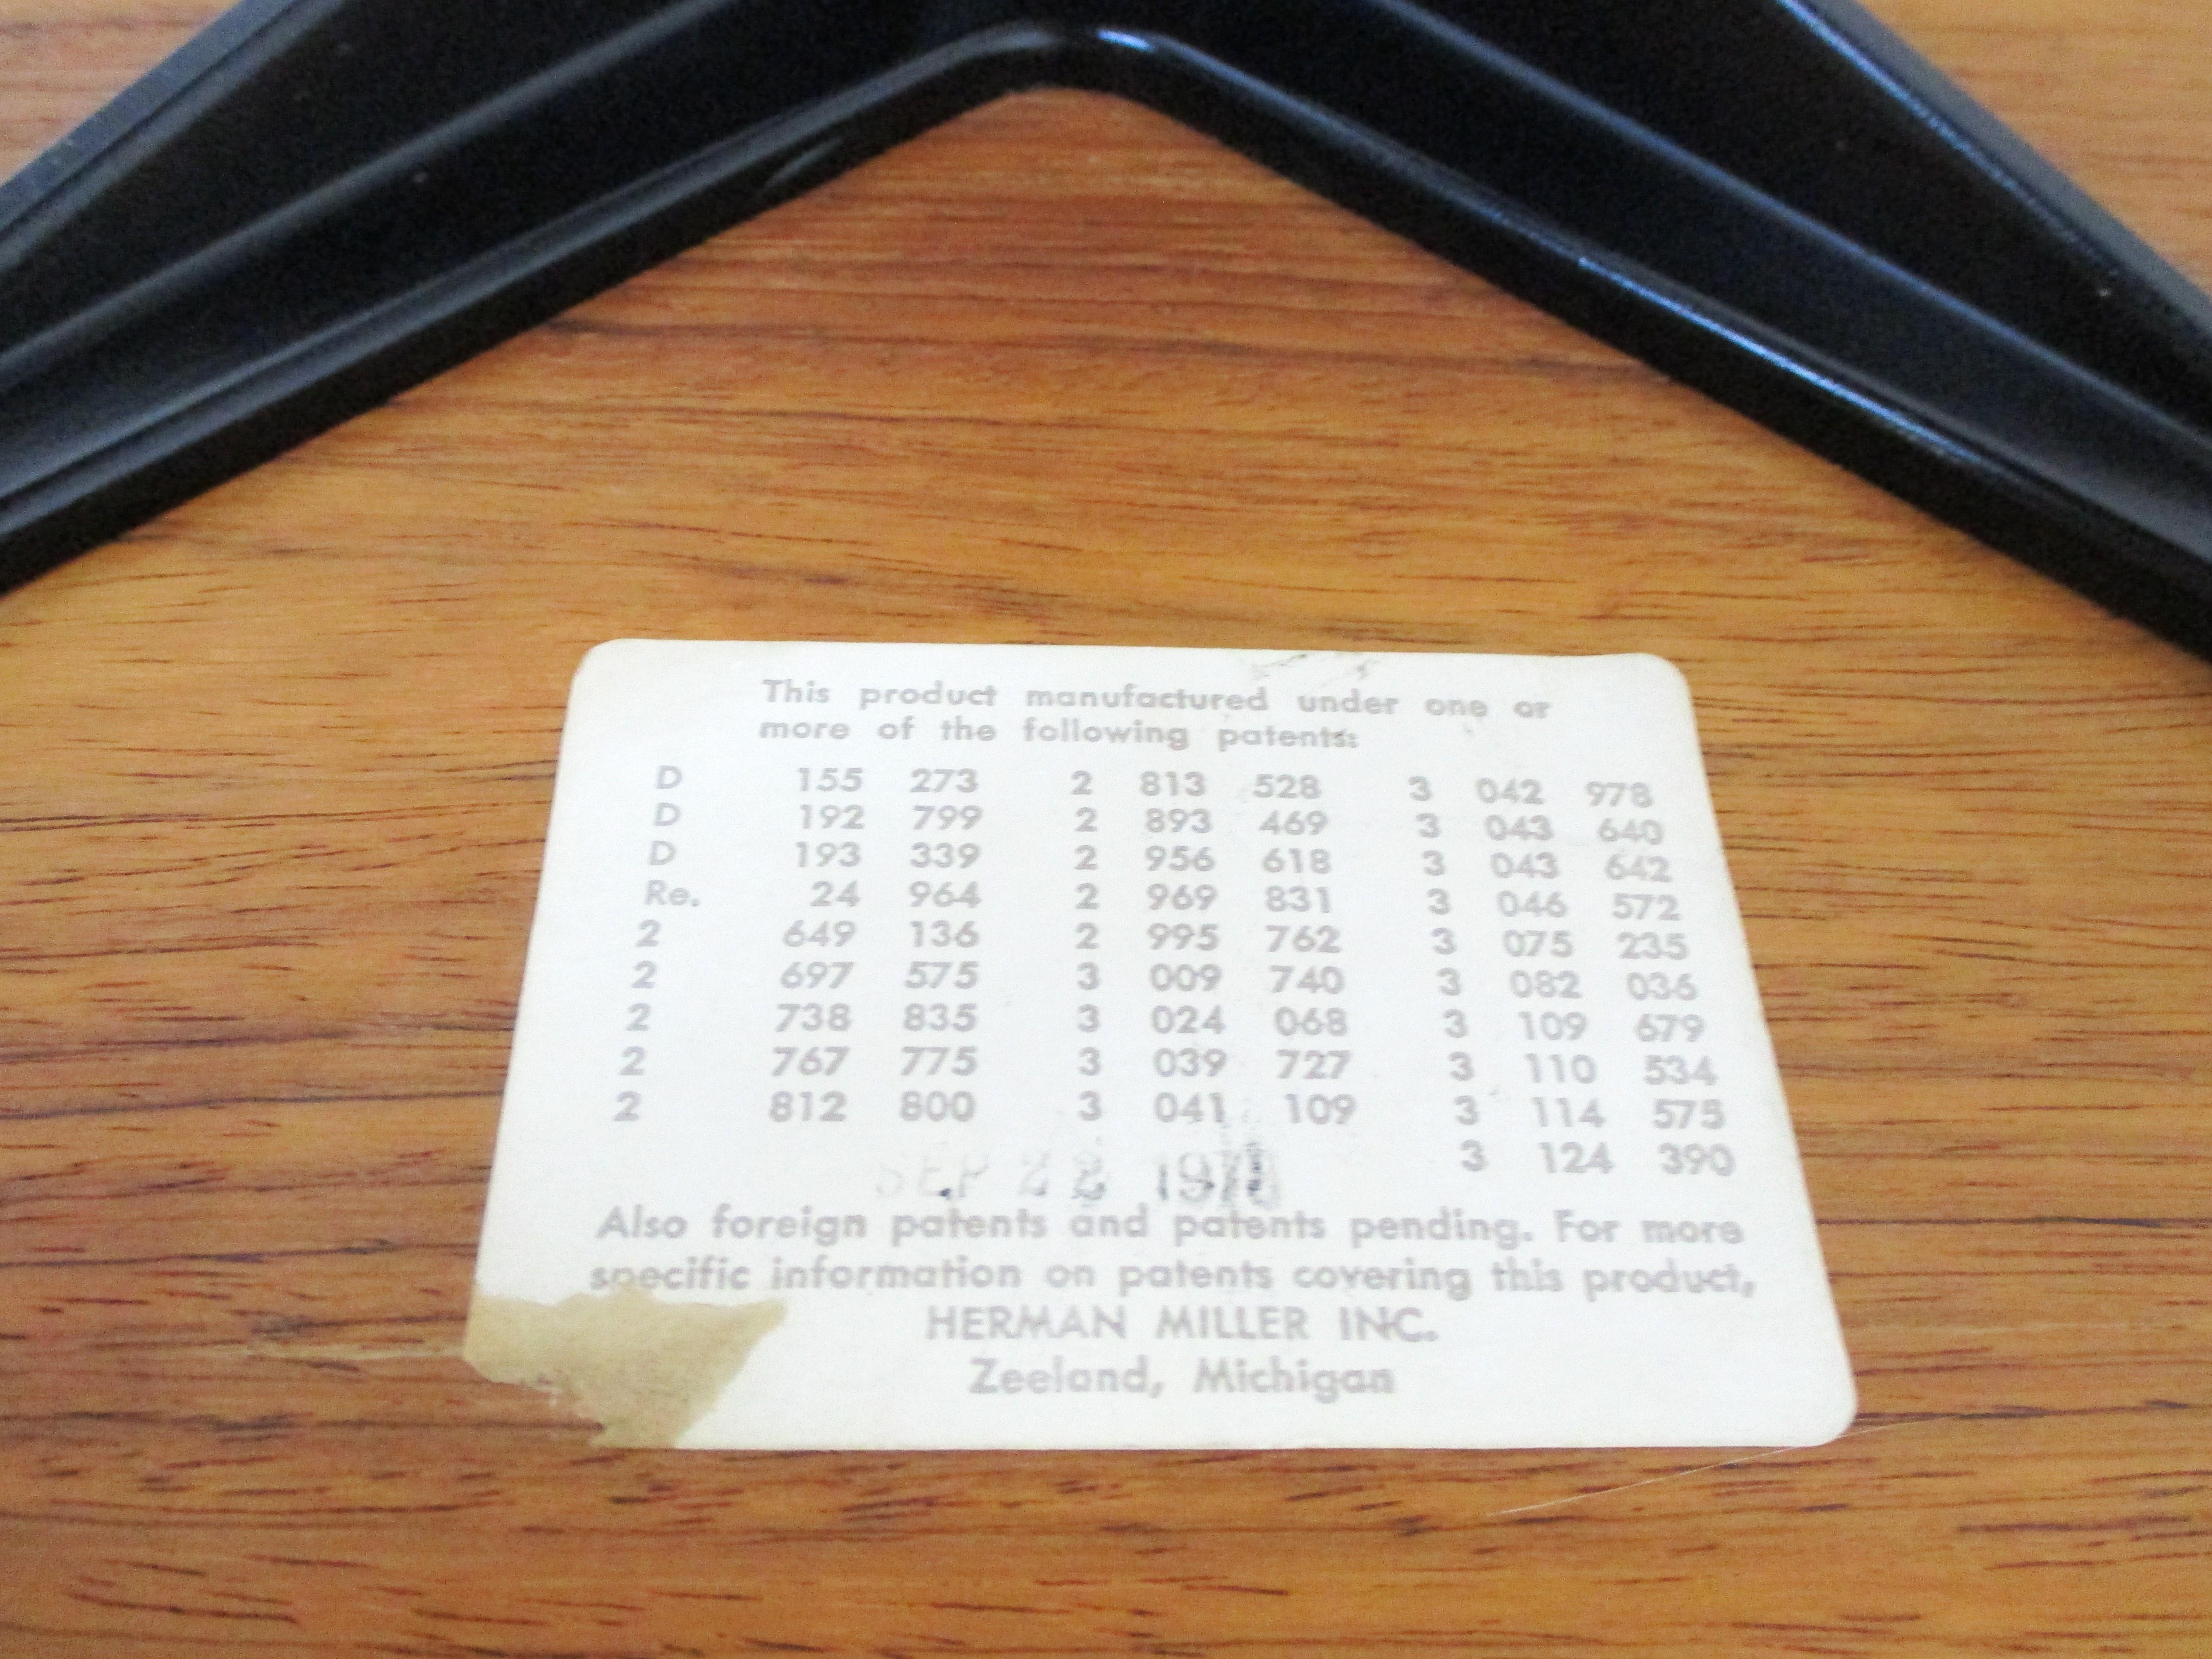 This product manufactured under one or
more of the following patents:
D 155 273 2 813 528 3 042 978
D 192 799 2 893 469 3 043 640
D 193 339 2 956 618 3 043 642
Re. 24 964 2 969 831 3 046 572
2 649 136 2 995 762 3 075 235
2 697 575 3 009 740 3 082 036
2 738 835 3 024 068 3 109 679
2 767 775 3 039 727 3 110 534
2 812 800 3 041 109 3 114 575
3 124 390
SEP 22
Also foreign patents and patents pending. For more
specific information on patents covering this product,
HERMAN MILLER INC.
Zeeland, Michigan